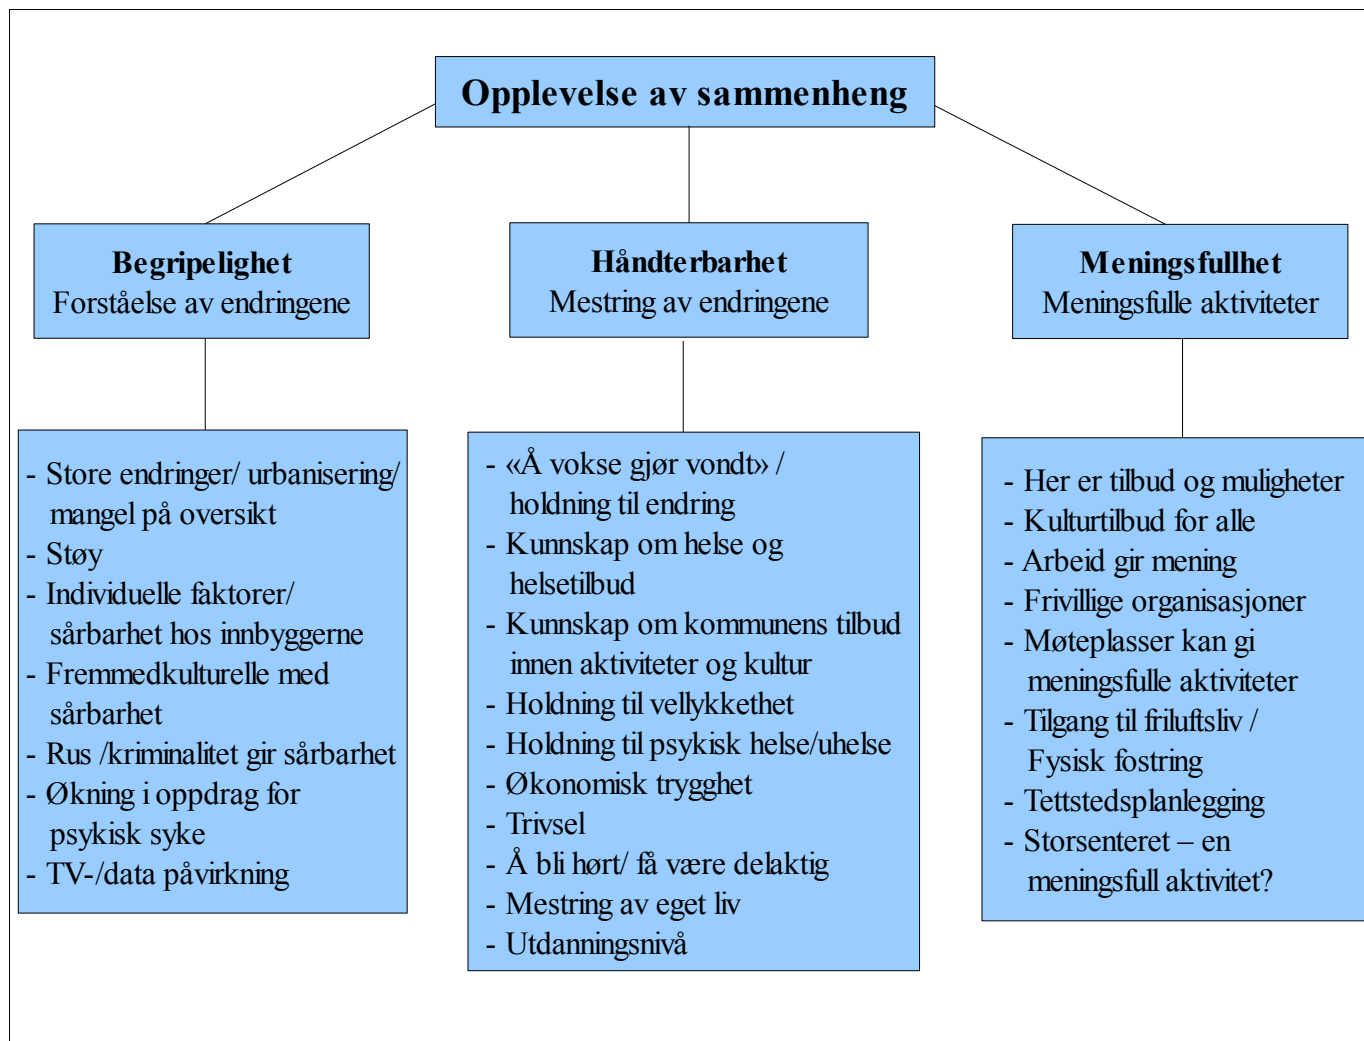 Opplevelse av sammenheng
Begripelighet
Forståelse av endringene
Håndterbarhet
Mestring av endringene
Meningsfullhet
Meningsfulle aktiviteter
- Store endringer/ urbanisering/
mangel på oversikt
- Støy
- Individuelle faktorer/
sårbarhet hos innbyggerne
- Fremmedkulturelle med
sårbarhet
- Rus /kriminalitet gir sårbarhet
- Økning i oppdrag for
psykisk syke
- TV-/data påvirkning
- «Å vokse gjør vondt» /
holdning til endring
- Kunnskap om helse og
helsetilbud
- Kunnskap om kommunens tilbud
innen aktiviteter og kultur
- Holdning til vellykkethet
- Holdning til psykisk helse/uhelse
- Økonomisk trygghet
- Trivsel
- Å bli hørt/ få være delaktig
- Mestring av eget liv
- Utdanningsnivå
- Her er tilbud og muligheter
- Kulturtilbud for alle
- Arbeid gir mening
- Frivillige organisasjoner
- Møteplasser kan gi
meningsfulle aktiviteter
- Tilgang til friluftsliv /
Fysisk fostring
- Tettstedsplanlegging
- Storsenteret – en
meningsfull aktivitet?